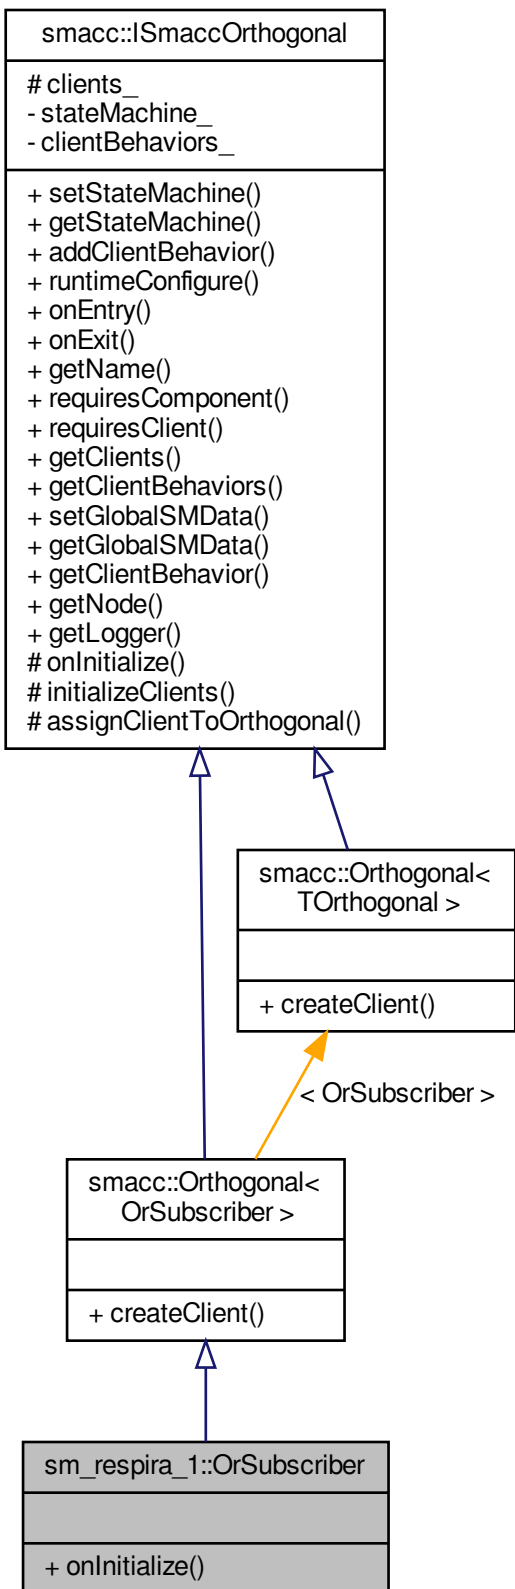 smacc::ISmaccOrthogonal
# clients_
- stateMachine_
- clientBehaviors_
+ setStateMachine()
+ getStateMachine()
+ addClientBehavior()
+ runtimeConfigure()
+ onEntry()
+ onExit()
+ getName()
+ requiresComponent()
+ requiresClient()
+ getClients()
+ getClientBehaviors()
+ setGlobalSMData()
+ getGlobalSMData()
+ getClientBehavior()
+ getNode()
+ getLogger()
# onInitialize()
# initializeClients()
# assignClientToOrthogonal()
smacc::Orthogonal<
TOrthogonal >
+ createClient()
< OrSubscriber >
smacc::Orthogonal<
OrSubscriber >
+ createClient()
sm_respira_1::OrSubscriber
+ onInitialize()